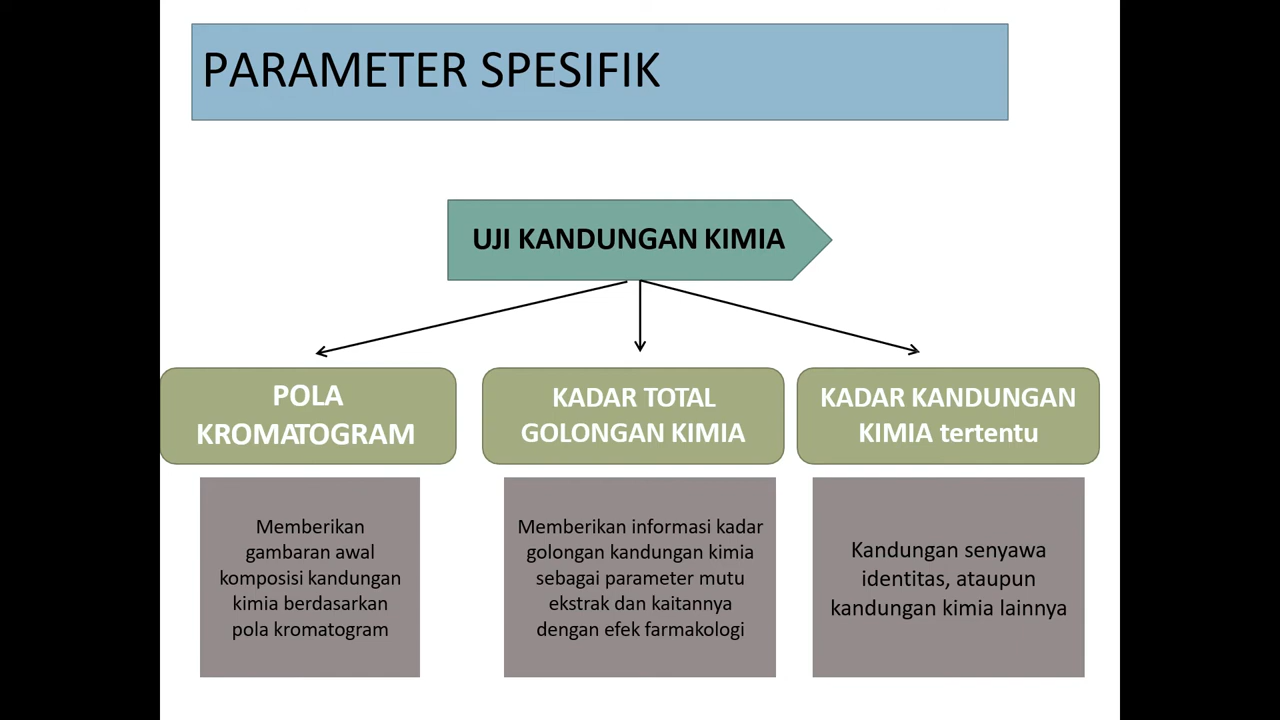 PARAMETER SPESIFIK
UJI KANDUNGAN KIMIA
POLA
KROMATOGRAM
Memberikan
gambaran awal
komposisi kandungan
kimia berdasarkan
pola kromatogram
KADAR TOTAL
GOLONGAN KIMIA
Memberikan informasi kadar
golongan kandungan kimia
sebagai parameter mutu
ekstrak dan kaitannya
dengan efek farmakologi
KADAR KANDUNGAN
KIMIA tertentu
Kandungan senyawa
identitas, ataupun
kandungan kimia lainnya